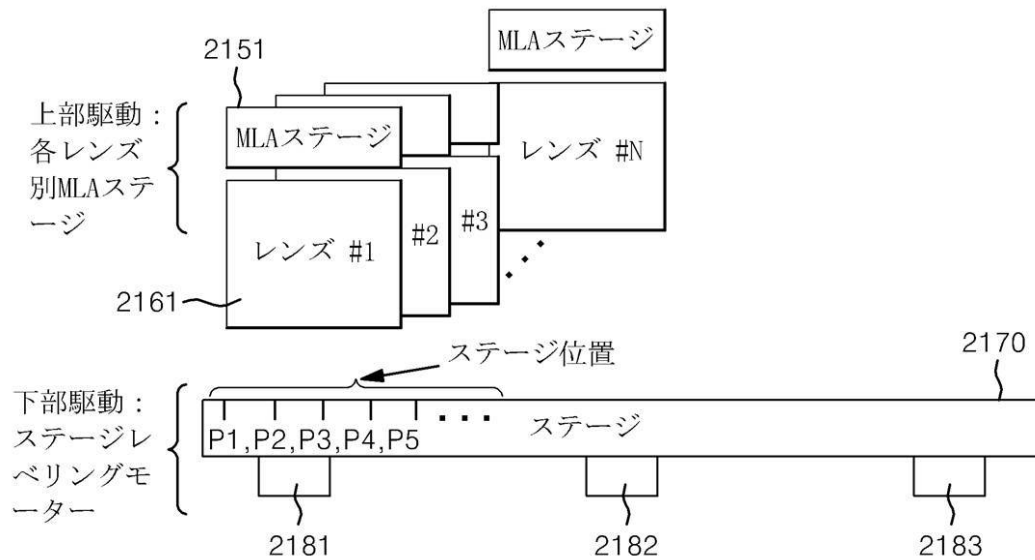 MLAステージ
2151
上部駆動：
各レンズ
別MLAステ
ージ
MLAステージ
レンズ #N
レンズ #1
#2
#3
2161
ステージ位置
2170
下部駆動：
ステージレ
ベリングモ
ーター
P1,P2,P3,P4,P5
ステージ
2181
2182
2183